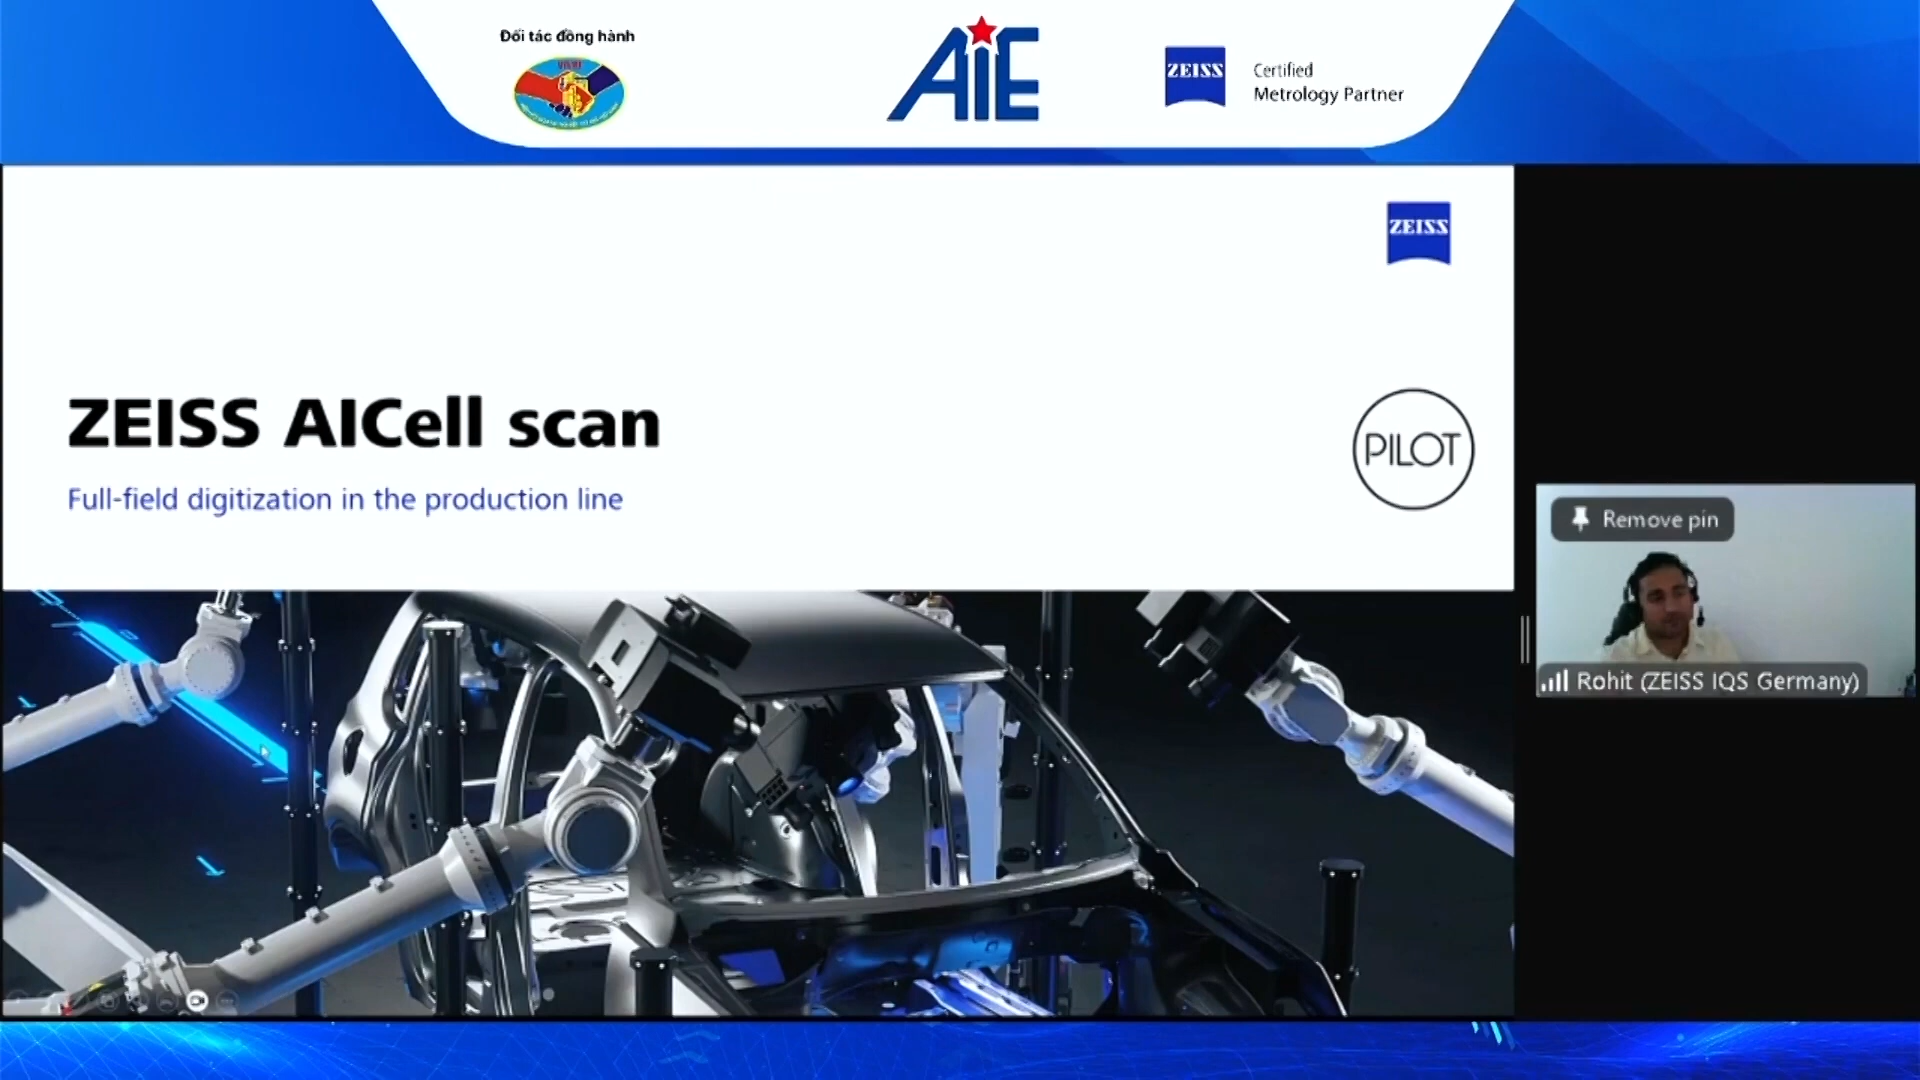 Đối tác đồng hành
AiE
ZEISS
Certified
Metrology Partner
ZEISS
ZEISS AICell scan
PILOT
Full-field digitization in the production line
Remove pin
Rohit (ZEISS IQS Germany)